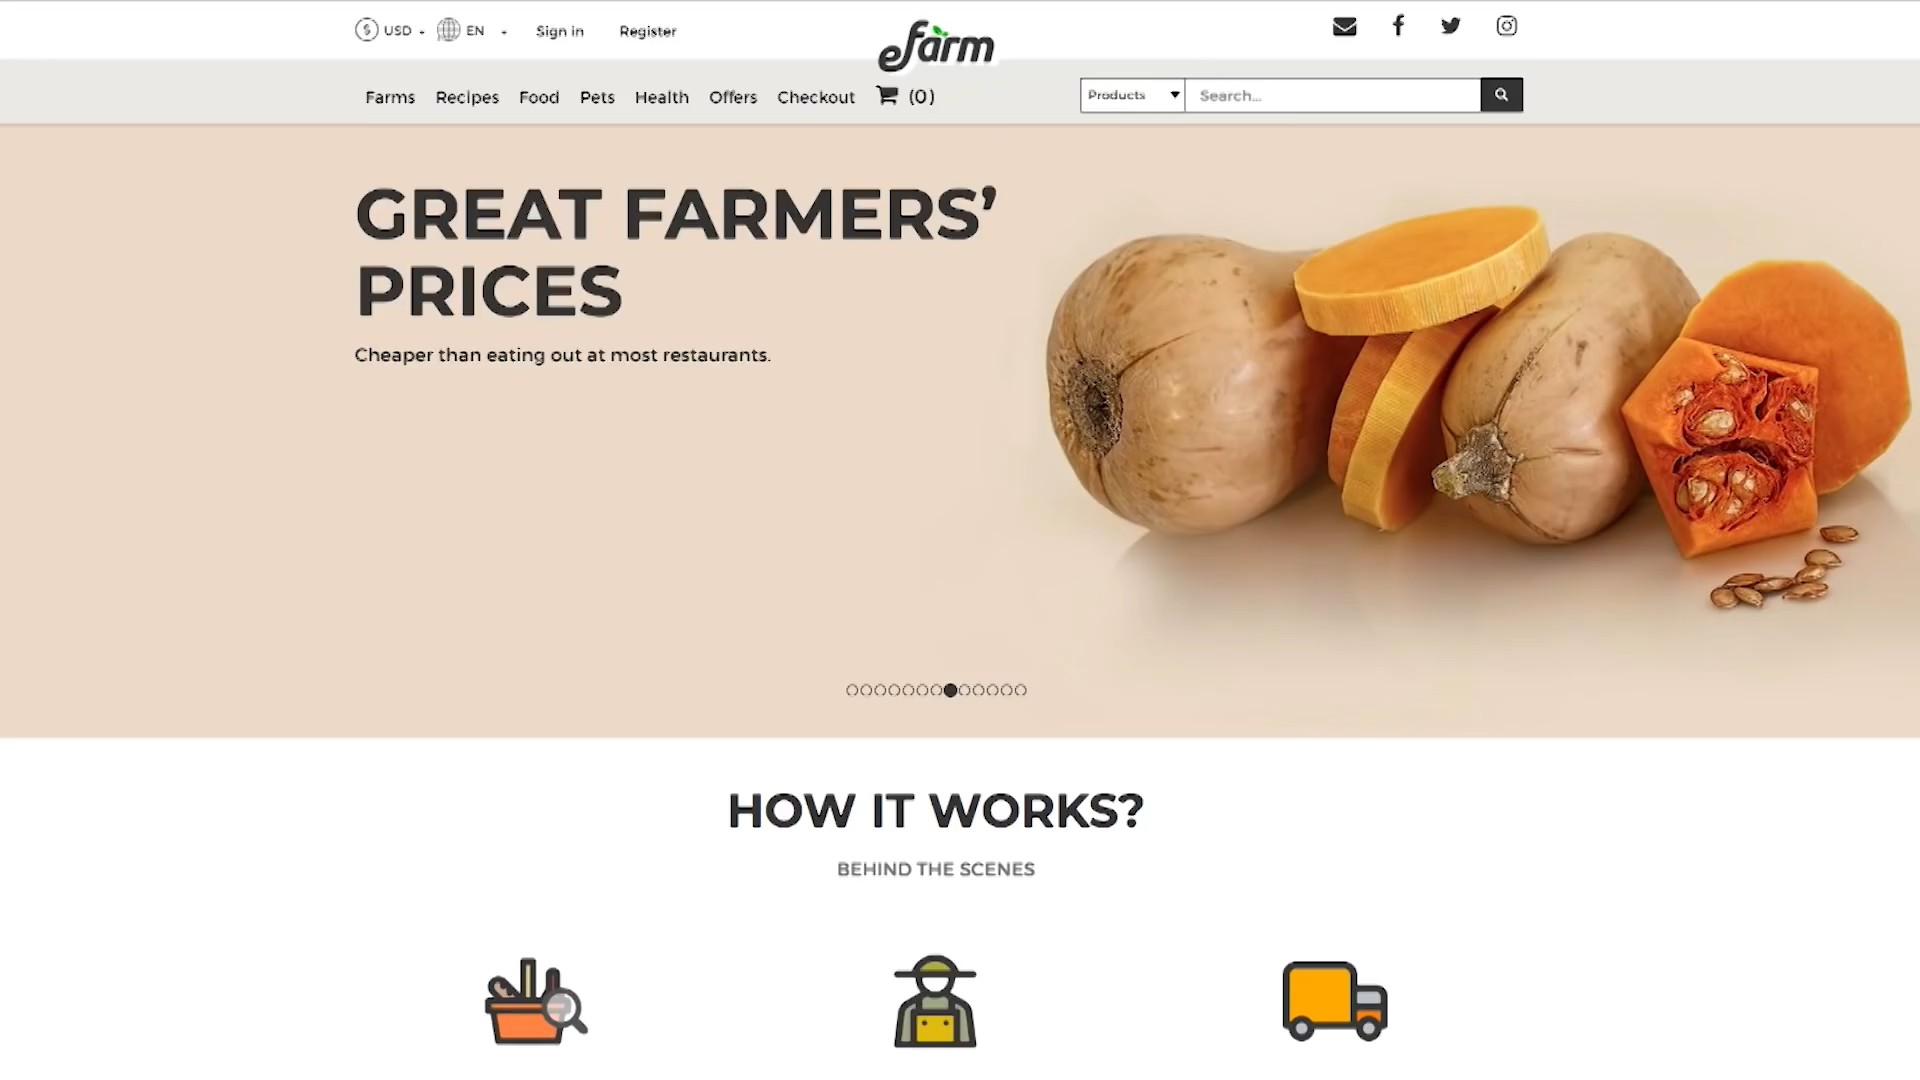 USD
EN
Sign in
Register
eFarm
Farms
Recipes
Food
Pets
Health
Offers
Checkout
(0)
Products
Search...
GREAT FARMERS’
PRICES
Cheaper than eating out at most restaurants.
HOW IT WORKS?
BEHIND THE SCENES